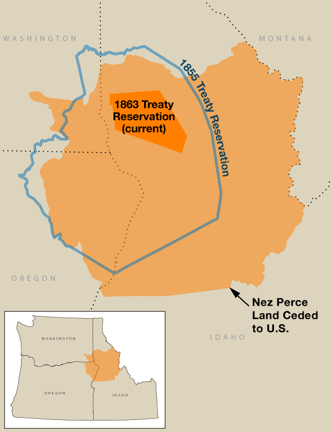 WASHINGTON
MONTANA
1855 Treaty Reservation
1863 Treaty
Reservation
(current)
OREGON
Nez Perce
Land Ceded
to U.S.
IDAHO
WASHINGTON
OREGON
IDAHO